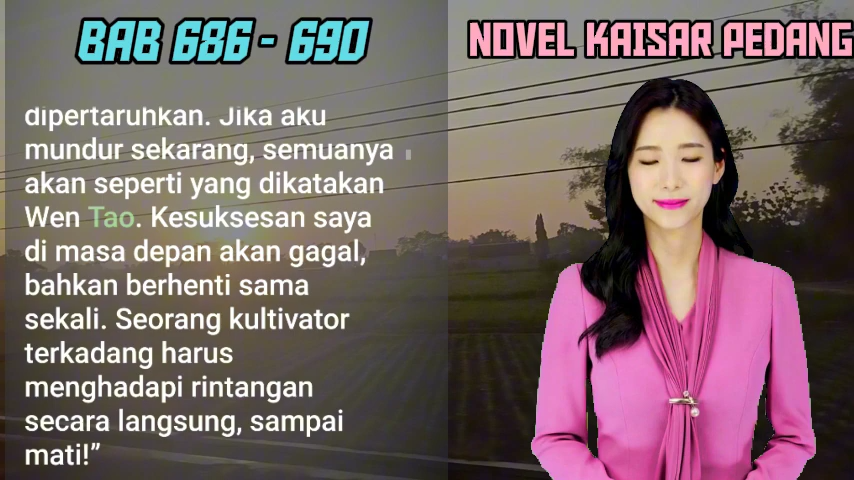 BAB 686 - 690
NOVEL KAISAR PEDANG
dipertaruhkan. Jika aku
mundur sekarang, semuanya
akan seperti yang dikatakan
Wen Tao. Kesuksesan saya
di masa depan akan gagal,
bahkan berhenti sama
sekali. Seorang kultivator
terkadang harus
menghadapi rintangan
secara langsung, sampai
mati!”